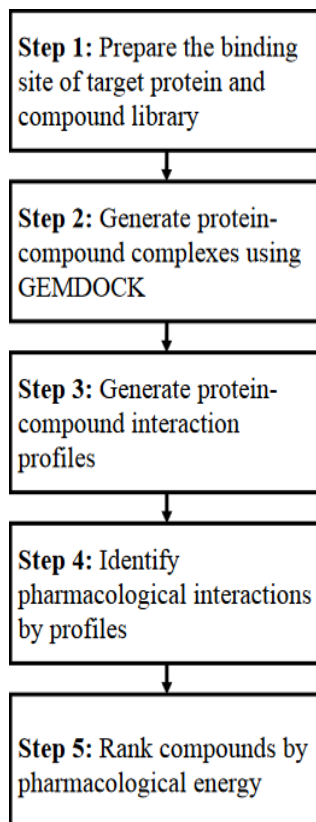 Step 1: Prepare the binding
site of target protein and
compound library
Step 2: Generate protein-
compound complexes using
GEMDOCK
Step 3: Generate protein-
compound interaction
profiles
Step 4: Identify
pharmacological interactions
by profiles
Step 5: Rank compounds by
pharmacological energy